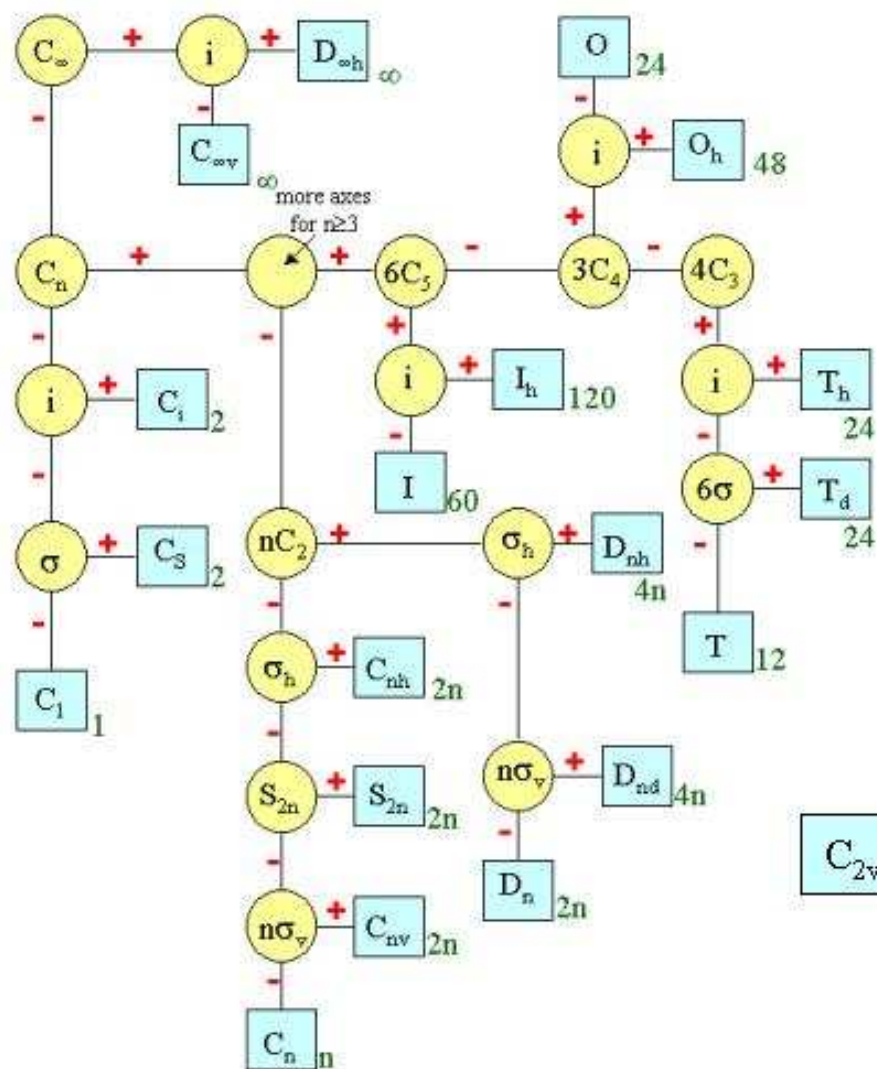 C∞ + i + D∞h ∞
-
-
C∞v ∞
O 24
-
i + Oh 48
+
more axes
for n≥3
Cn + + 6C5 - 3C4 - 4C3
-
i + Ci 2
-
σ + CS 2
-
C1 1
-
+
i + Ih 120
-
I 60
+
i + Th 24
-
6σ + Td 24
-
T 12
nC2 + σh + Dnh 4n
-
σh + Cnh 2n
-
S2n + S2n 2n
-
nσv + Cnv 2n
-
Cn n
-
nσv + Dnd 4n
-
Dn 2n
C2v